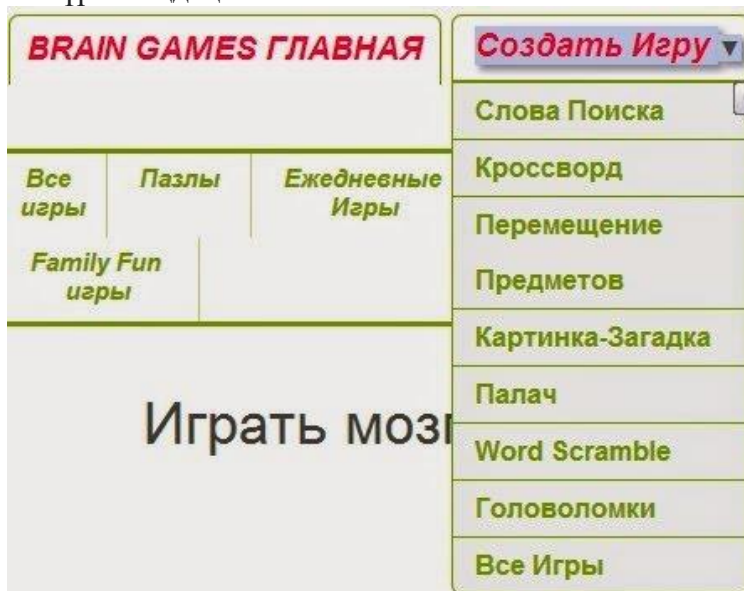 BRAIN GAMES ГЛАВНАЯ
Создать Игру
Слова Поиска
Кроссворд
Перемещение
Предметов
Картинка-Загадка
Палач
Word Scramble
Головоломки
Все Игры
Все
игры
Пазлы
Ежедневные
Игры
Family Fun
игры
Играть